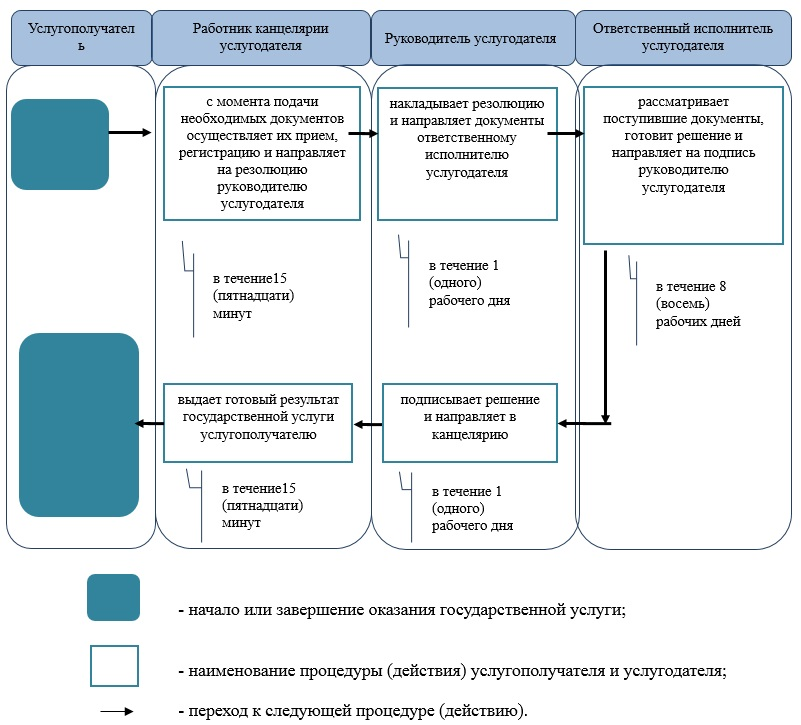 Услугополучател
ь
Работник канцелярии
услугодателя
Руководитель услугодателя
Ответственный исполнитель
услугодателя
с момента подачи
необходимых документов
осуществляет их прием,
регистрацию и направляет
на резолюцию
руководителю
услугодателя
накладывает резолюцию
и направляет документы
ответственному
исполнителю
услугодателя
рассматривает
поступившие документы,
готовит решение и
направляет на подпись
руководителю
услугодателя
в течение15
(пятнадцати)
минут
в течение 1
(одного)
рабочего дня
в течение 8
(восемь)
рабочих дней
выдает готовый результат
государственной услуги
услугополучателю
подписывает решение
и направляет в
канцелярию
в течение15
(пятнадцати)
минут
в течение 1
(одного)
рабочего дня
- начало или завершение оказания государственной услуги;
- наименование процедуры (действия) услугополучателя и услугодателя;
- переход к следующей процедуре (действию).